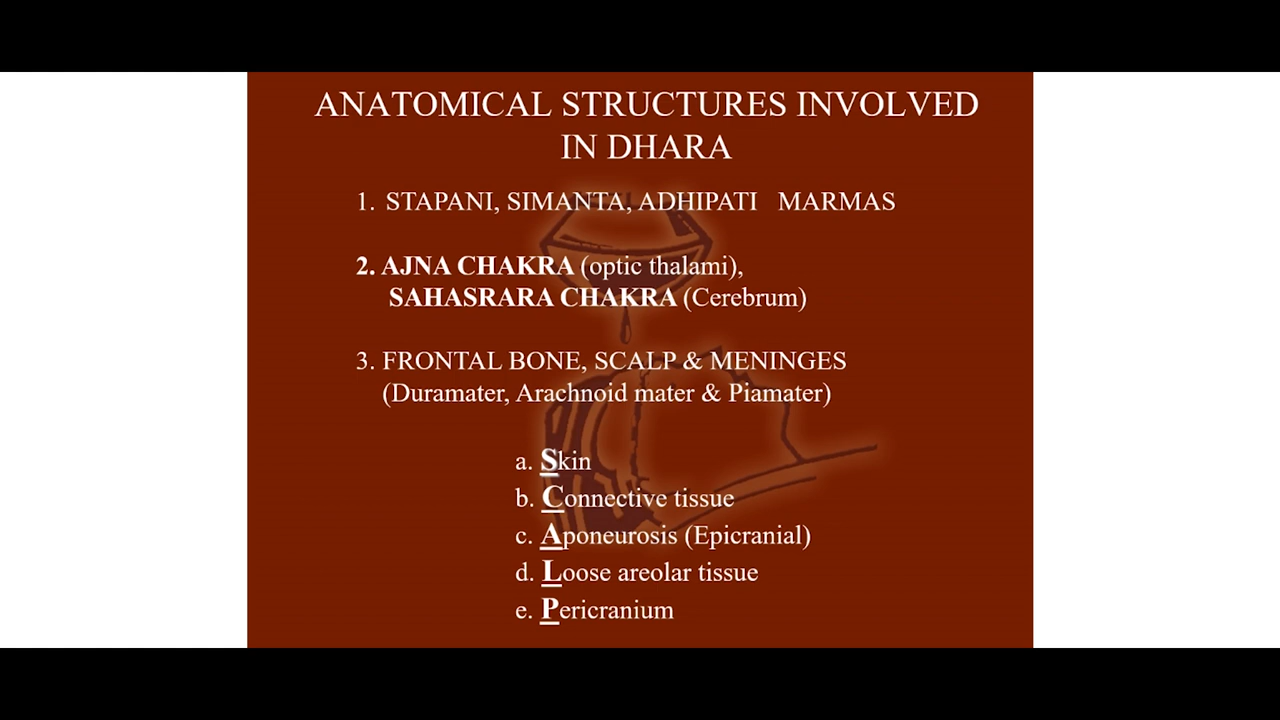 ANATOMICAL STRUCTURES INVOLVED
IN DHARA
1. STAPANI, SIMANTA, ADHIPATI MARMAS
2. AJNA CHAKRA (optic thalami),
SAHASRARA CHAKRA (Cerebrum)
3. FRONTAL BONE, SCALP & MENINGES
(Duramater, Arachnoid mater & Piamater)
a. Skin
b. Connective tissue
c. Aponeurosis (Epicranial)
d. Loose areolar tissue
e. Pericranium